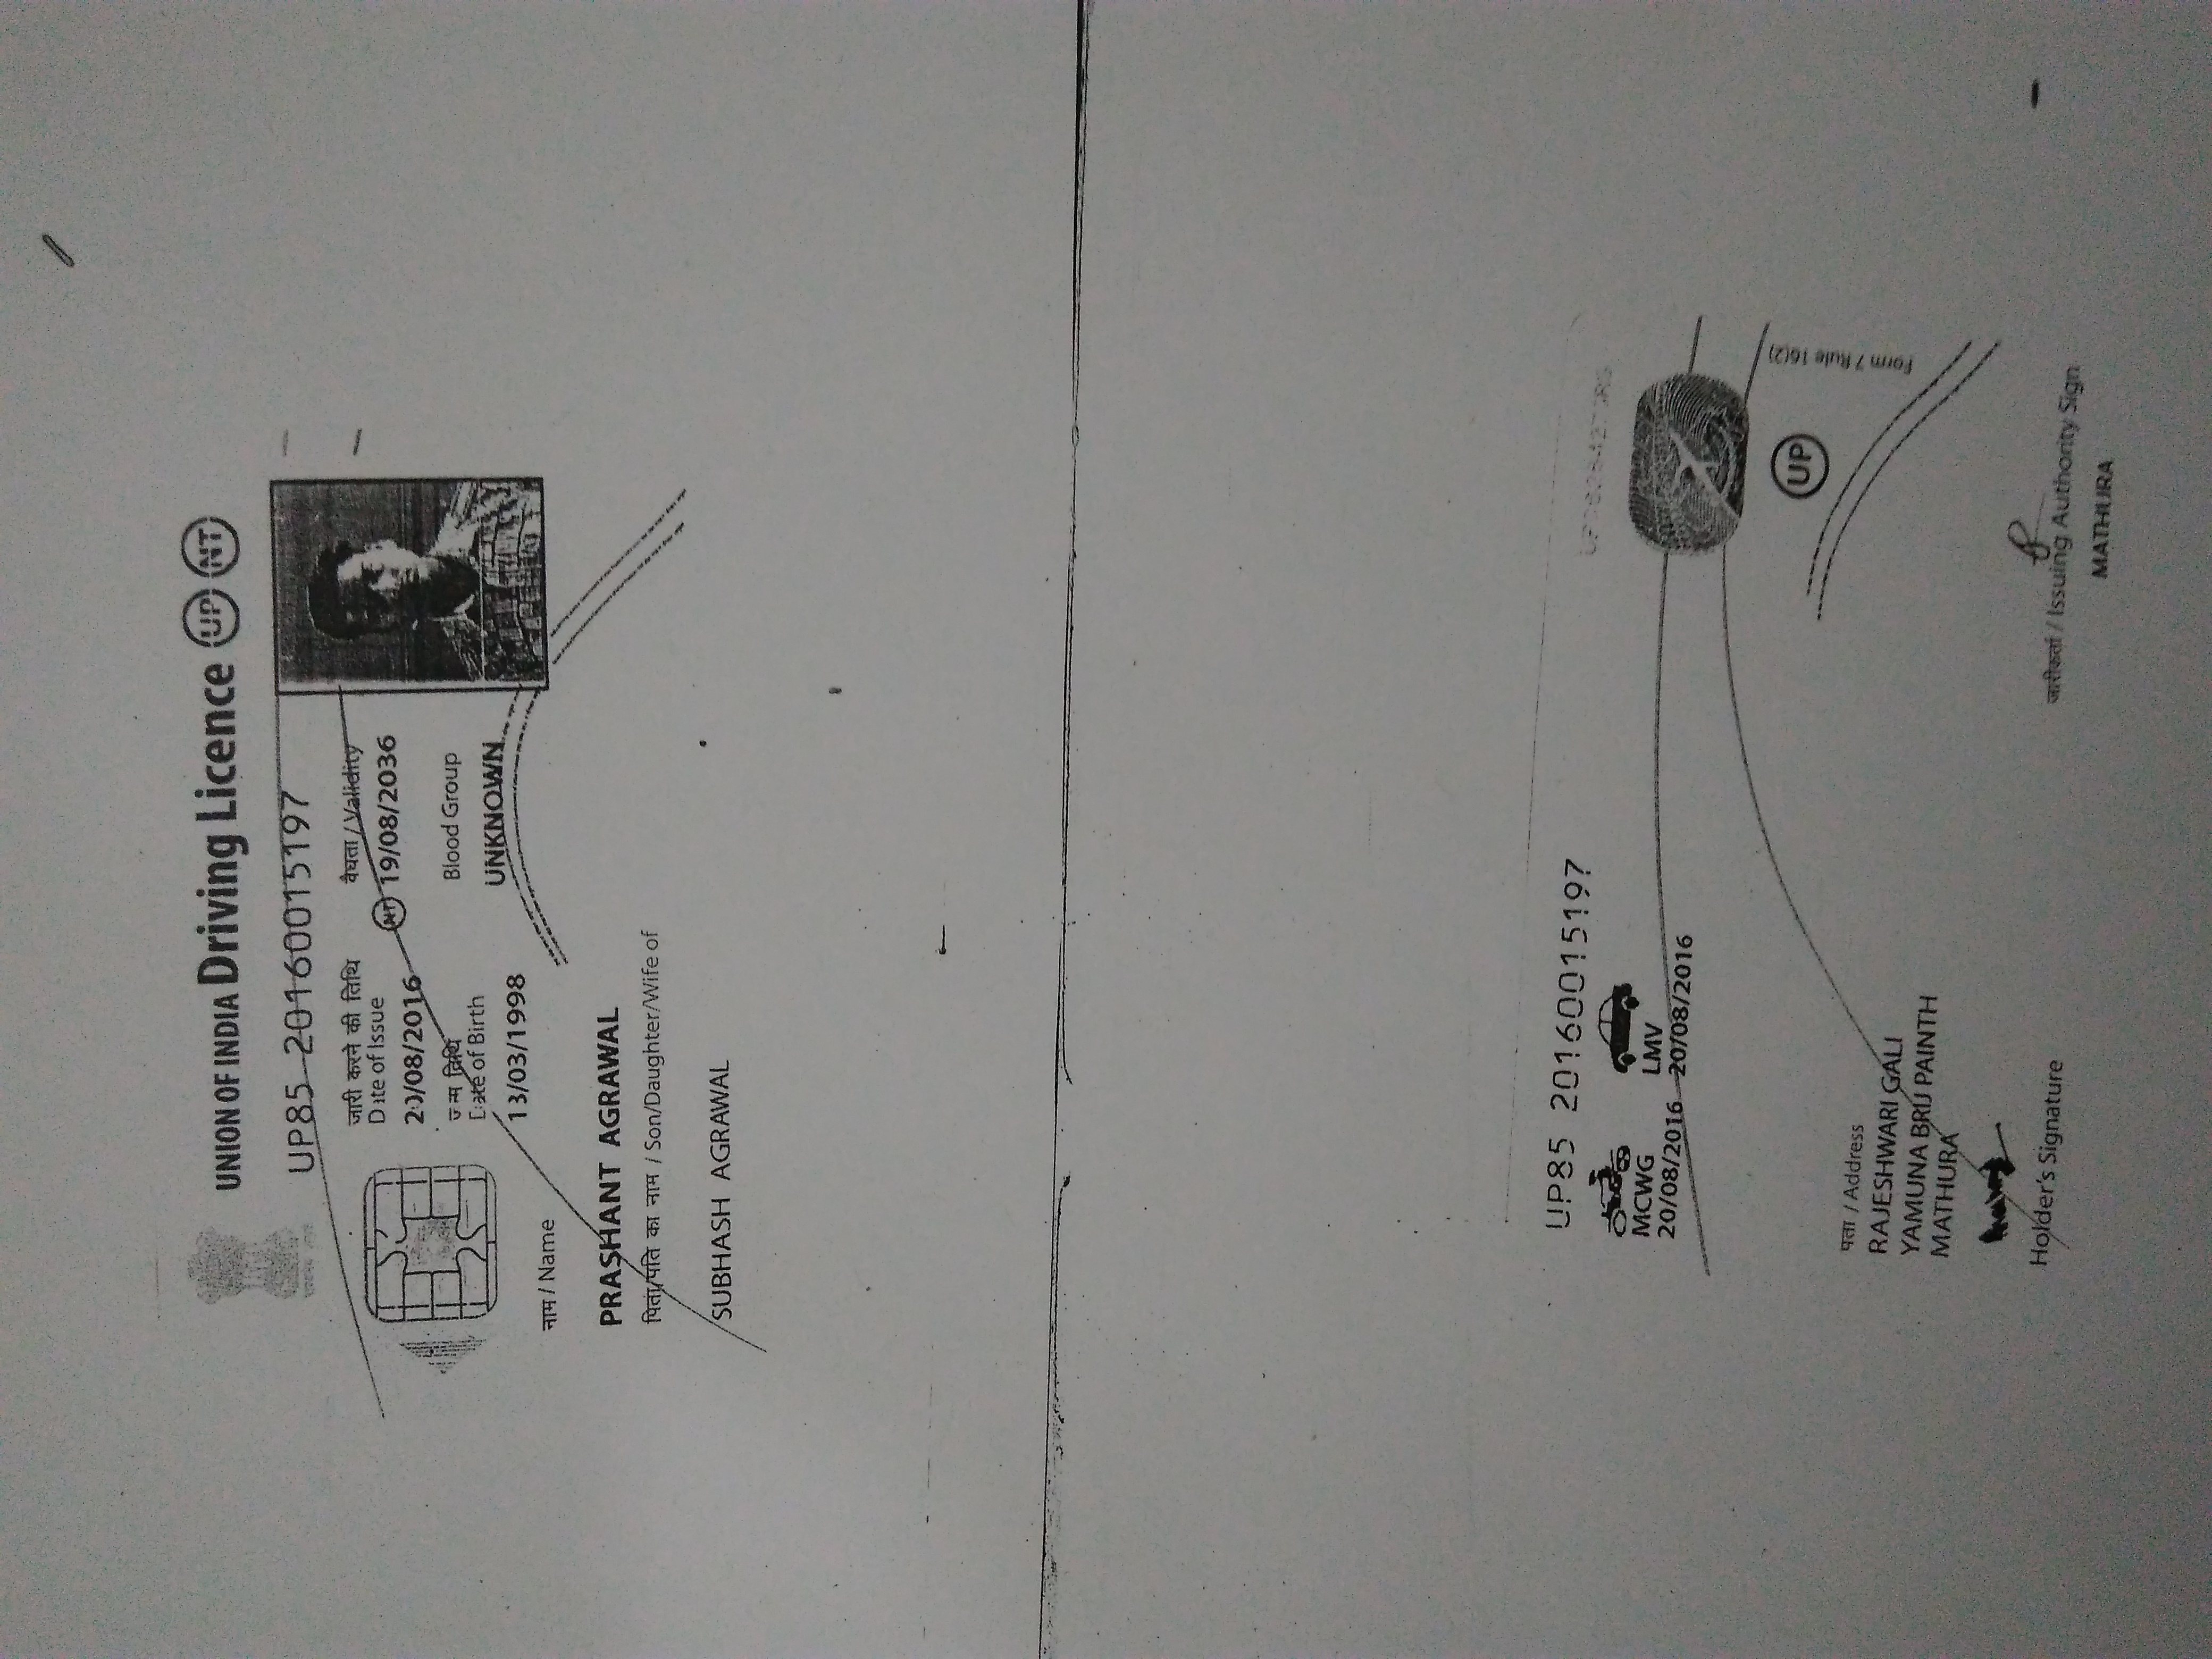 UNION OF INDIA Driving Licence UP NT
UP85 20160015197
जारी करने की तिथि
Date of Issue
20/08/2016
वैधता / Validity
NT 19/08/2036
जन्म तिथि
Date of Birth
13/03/1998
Blood Group
UNKNOWN
नाम / Name
PRASHANT AGRAWAL
पिता/पति का नाम / Son/Daughter/Wife of
SUBHASH AGRAWAL
UP85 20160015197
MCWG
20/08/2016
LMV
20/08/2016
UP
Form 7 Rule 16(2)
पता / Address
RAJESHWARI GALI
YAMUNA BRIJ PAINTH
MATHURA
Holder's Signature
जारीकर्ता / Issuing Authority Sign
MATHURA